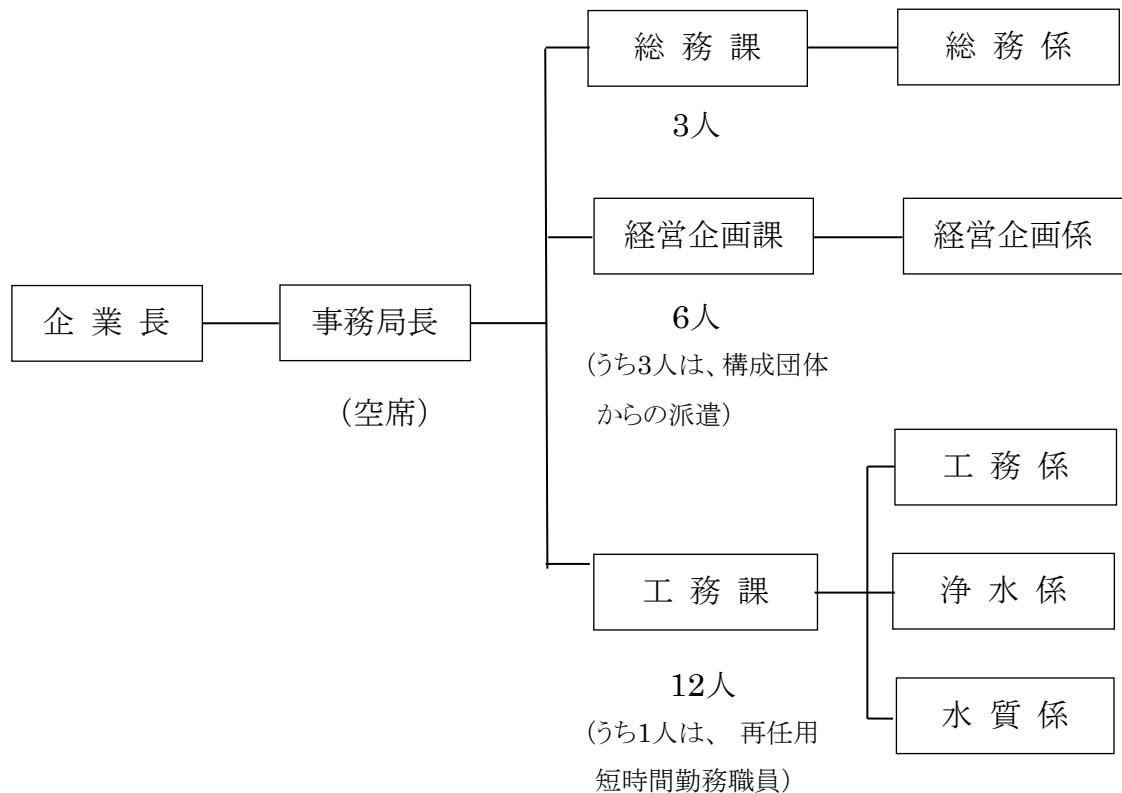 総 務 課
総 務 係
3人
経営企画課
経営企画係
企 業 長
事務局長
（空席）
6人
（うち3人は、構成団体
からの派遣）
工 務 課
工 務 係
浄 水 係
水 質 係
12人
（うち1人は、 再任用
短時間勤務職員）